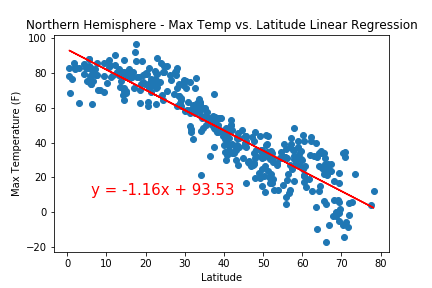 Northern Hemisphere - Max Temp vs. Latitude Linear Regression
100
80
60
40
20
0
−20
Max Temperature (F)
y = -1.16x + 93.53
0 10 20 30 40 50 60 70 80
Latitude